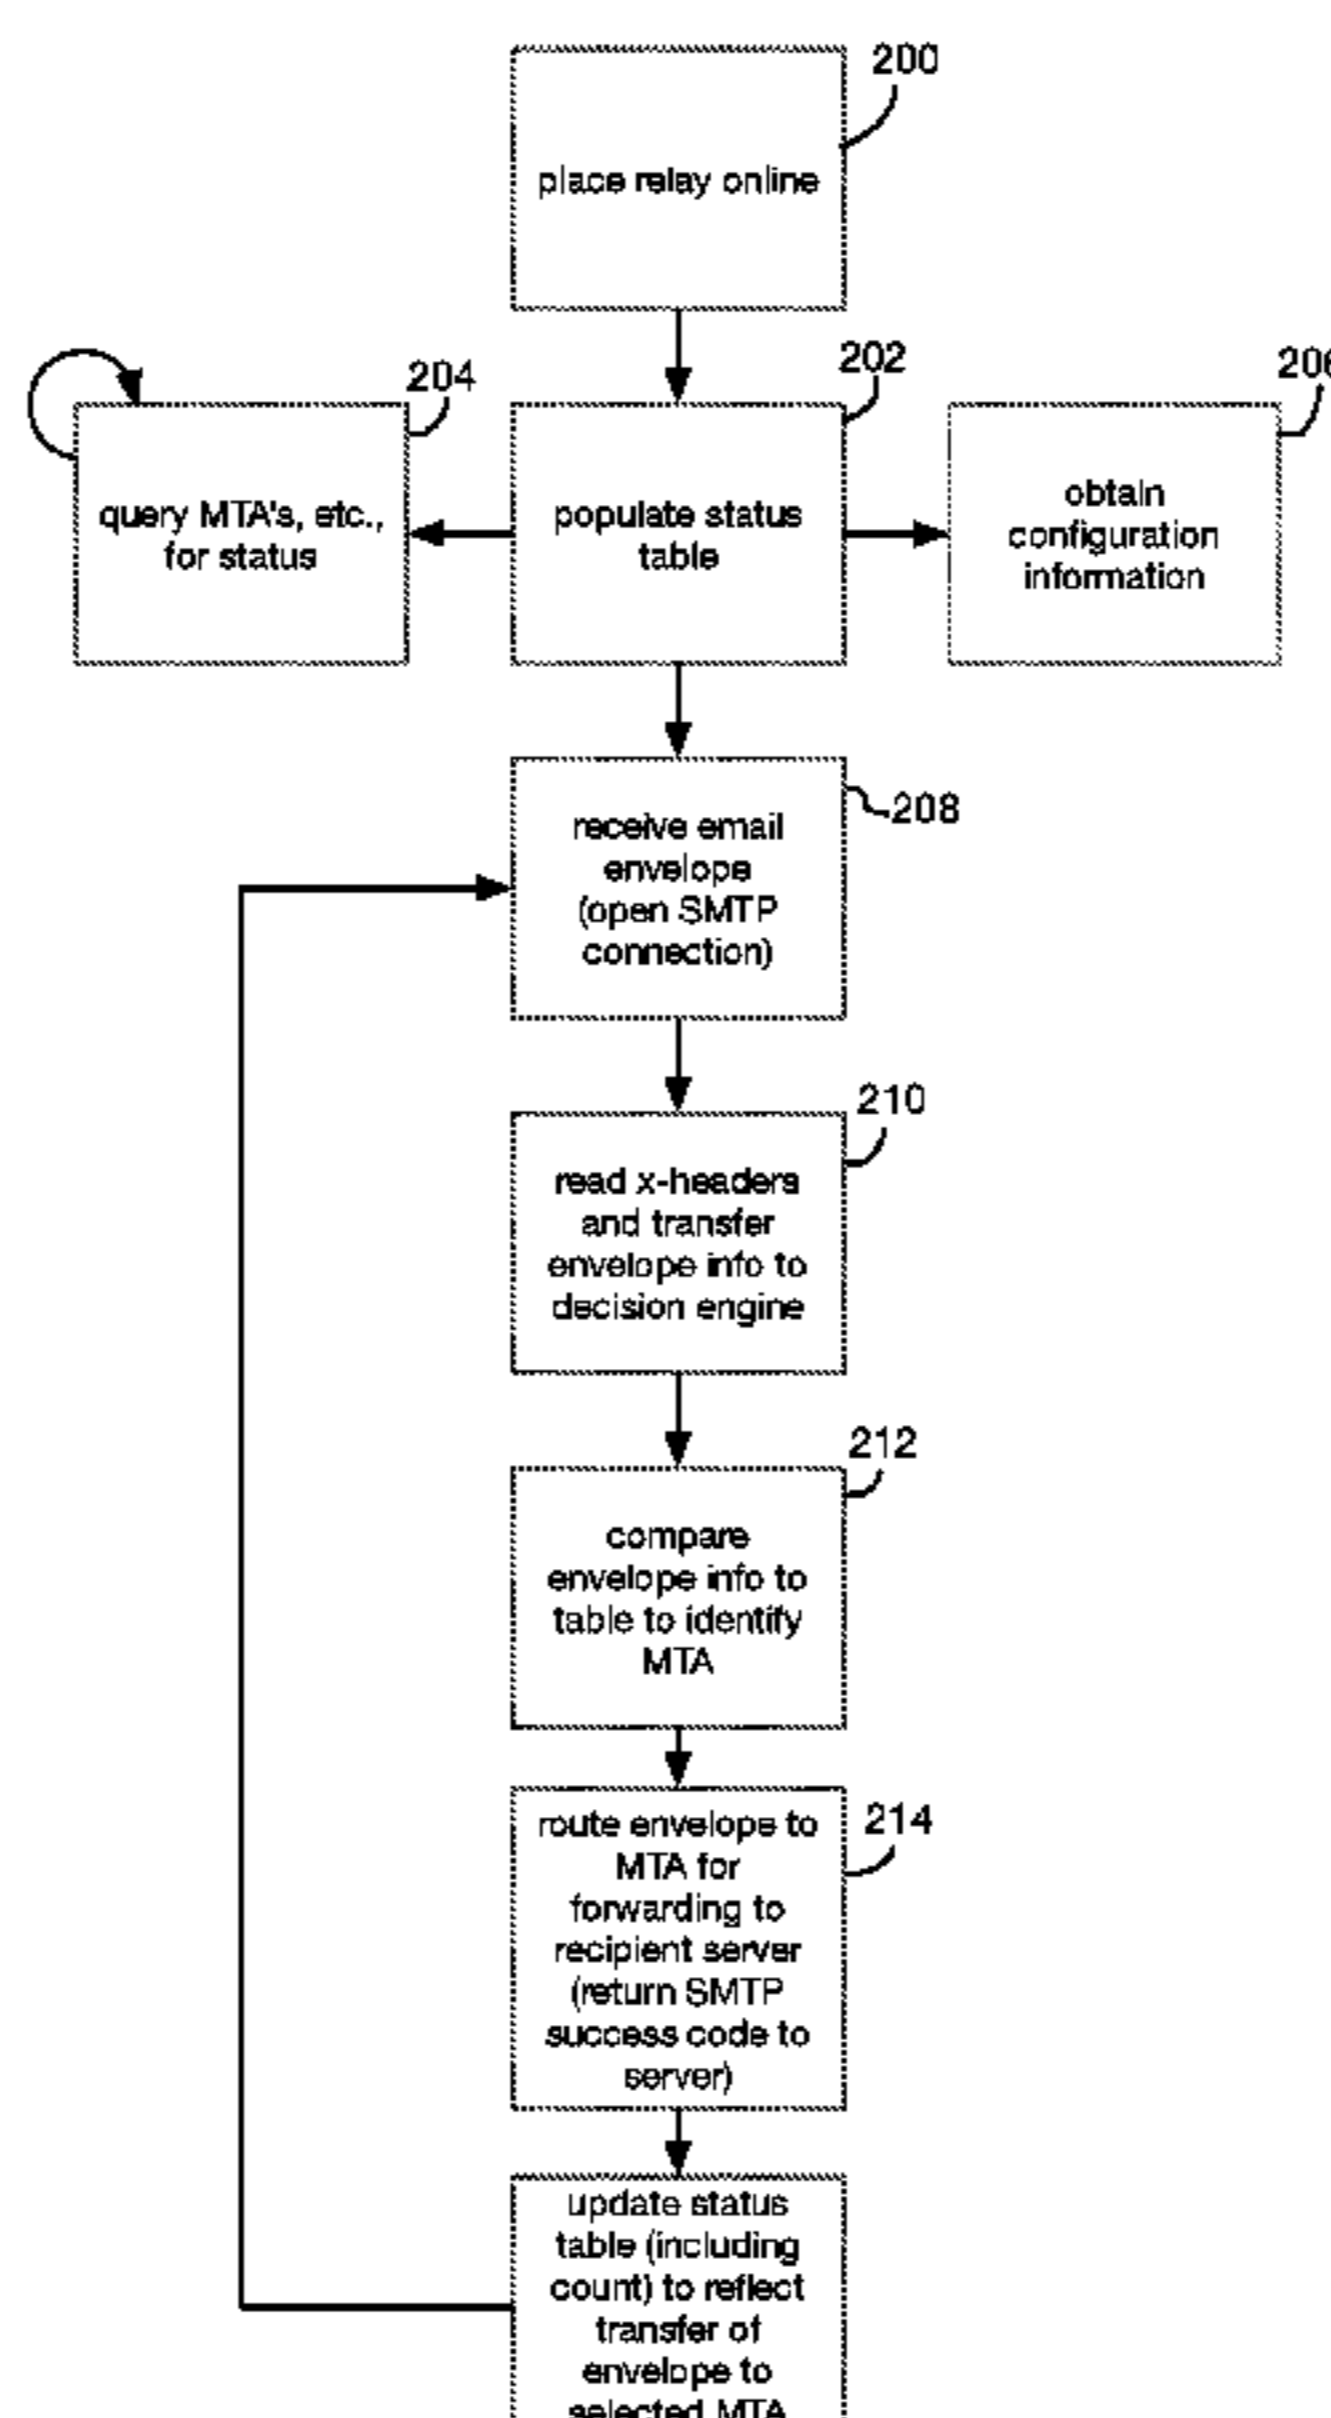 200
place relay online
202
204
query MTA's, etc.,
for status
populate status
table
obtain
configuration
information
208
receive email
envelope
(open SMTP
connection)
210
read x-headers
and transfer
envelope info to
decision engine
212
compare
envelope info to
table to identify
MTA
214
route envelope to
MTA for
forwarding to
recipient server
(return SMTP
success code to
server)
update status
table (including
count) to reflect
transfer of
envelope to
selected MTA